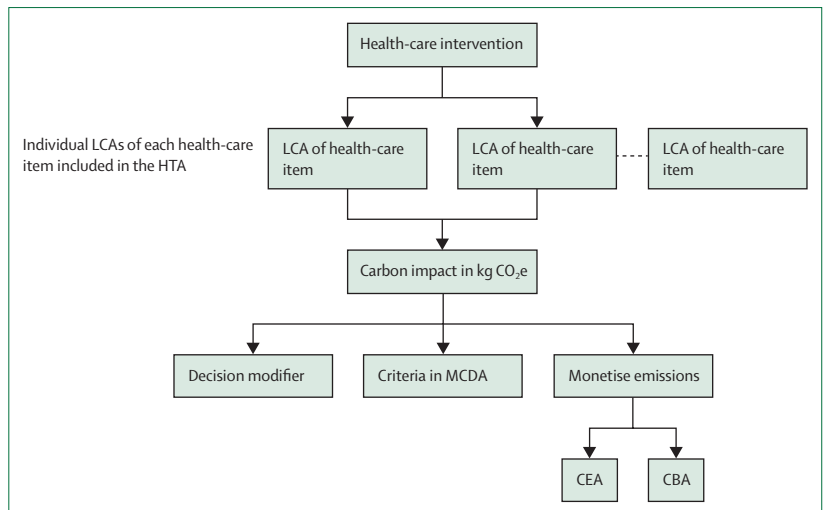 Health-care intervention
Individual LCAs of each health-care
item included in the HTA
LCA of health-care
item
LCA of health-care
item
LCA of health-care
item
Carbon impact in kg CO₂e
Decision modifier
Criteria in MCDA
Monetise emissions
CEA
CBA